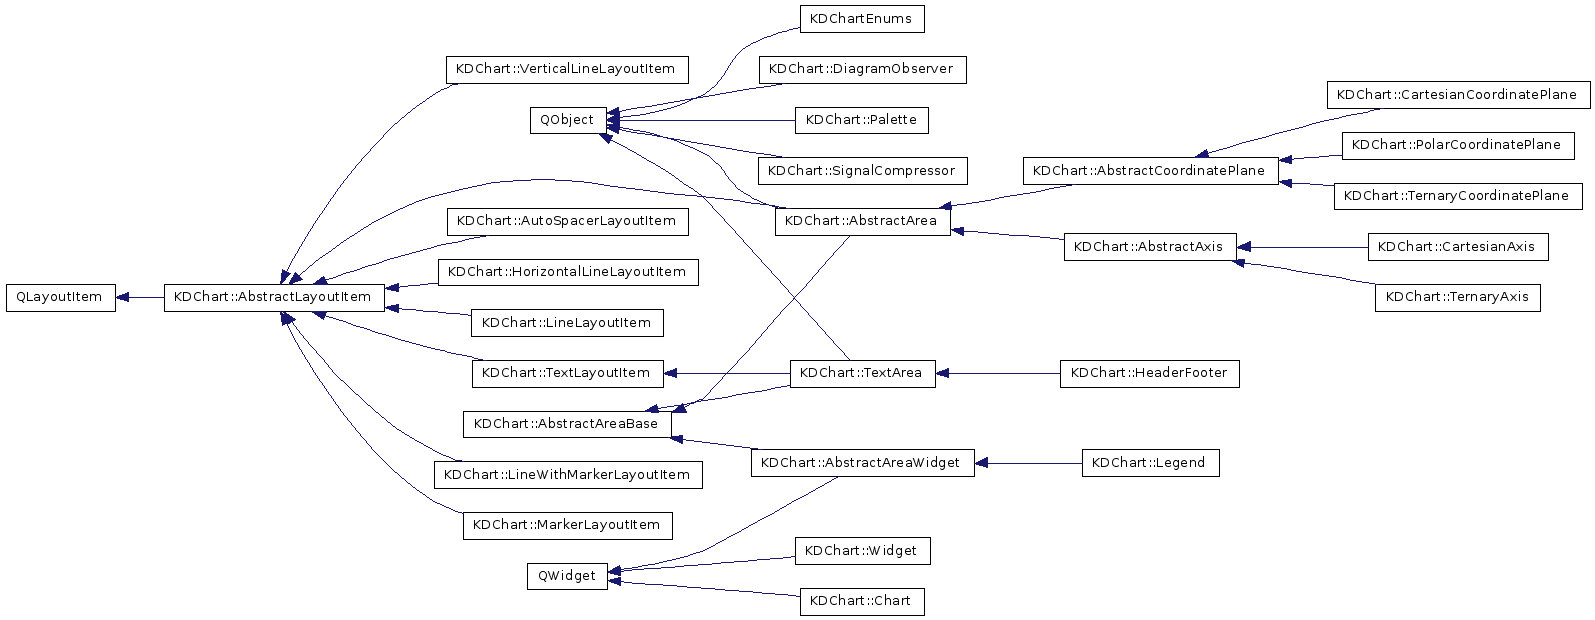 KDChartEnums
KDChart::VerticalLineLayoutItem
KDChart::DiagramObserver
KDChart::CartesianCoordinatePlane
QObject
KDChart::Palette
KDChart::PolarCoordinatePlane
KDChart::SignalCompressor
KDChart::AbstractCoordinatePlane
KDChart::TernaryCoordinatePlane
KDChart::AutoSpacerLayoutItem
KDChart::AbstractArea
KDChart::AbstractAxis
KDChart::CartesianAxis
KDChart::HorizontalLineLayoutItem
QLayoutItem
KDChart::AbstractLayoutItem
KDChart::TernaryAxis
KDChart::LineLayoutItem
KDChart::TextLayoutItem
KDChart::TextArea
KDChart::HeaderFooter
KDChart::AbstractAreaBase
KDChart::AbstractAreaWidget
KDChart::Legend
KDChart::LineWithMarkerLayoutItem
KDChart::MarkerLayoutItem
KDChart::Widget
QWidget
KDChart::Chart